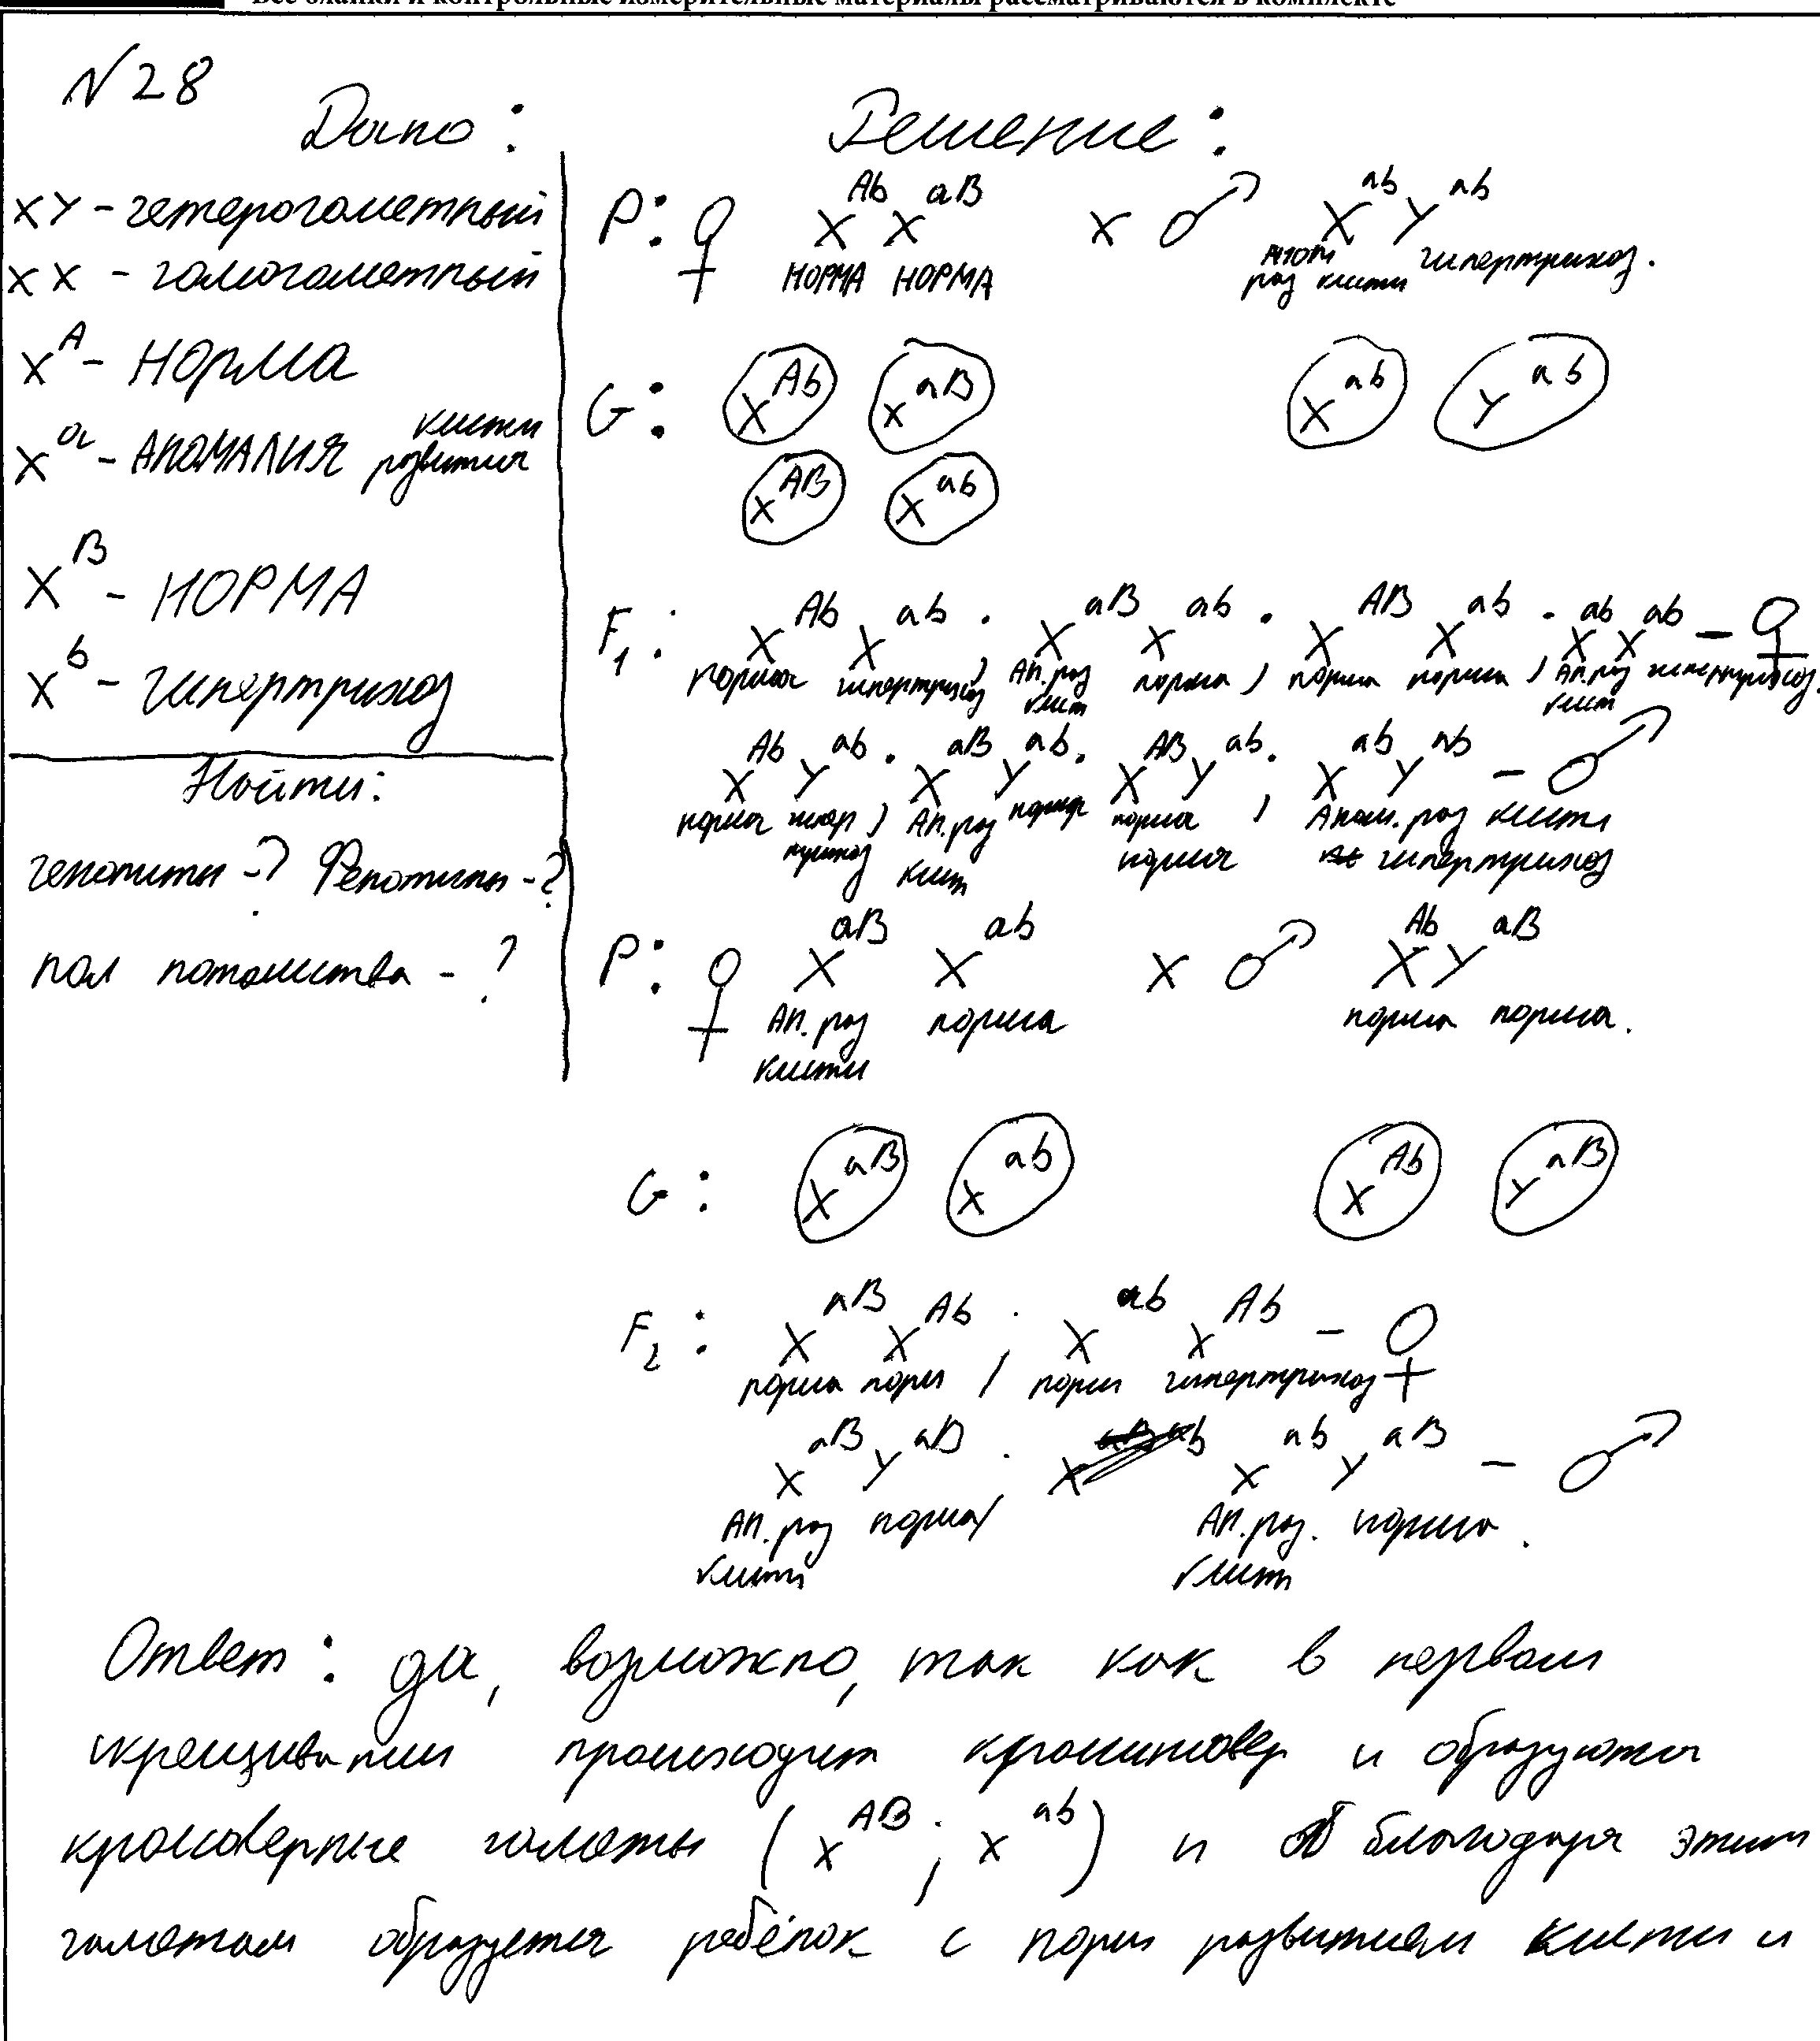 Все бланки и контрольные измерительные материалы рассматриваются в комплекте
N28
Дано:
XY - гетерогаметный
XX - гомогаметный
X^A - НОРМА
X^a - АНОМАЛИЯ развития кисти
X^B - НОРМА
X^b - гипертрихоз
Найти:
генотипы -? Фенотипы -?
пол потомства - ?
Решение:
P: ♀ X^Ab X^aB x ♂ X^ab Y^ab
НОРМА НОРМА Аном раз кисти гипертрихоз.
G: X^Ab X^aB X^ab Y^ab
X^AB X^ab
F1: X^Ab X^ab; X^aB X^ab; X^AB X^ab; X^ab X^ab - ♀
норма гипертрихоз, Ан. раз кист норма, норма норма, Ан. раз кист гипертрихоз.
X^Ab Y^ab; X^aB Y^ab; X^AB Y^ab; X^ab Y^ab - ♂
норма гипертрихоз, Ан. раз кист норма, норма норма, Аном. раз кисти гипертрихоз
P: ♀ X^aB X^ab x ♂ X^Ab Y^aB
Ан. раз кисти норма норма норма.
G: X^aB X^ab X^Ab Y^aB
F2: X^aB X^Ab; X^ab X^Ab - ♀
норма норм, норм гипертрихоз
X^aB Y^aB; X^ab Y^aB - ♂
Ан. раз кисти норма, Ан. раз. кист норма.
Ответ: да, возможно, так как в первом
скрещивании происходит кроссинговер и образуются
кроссоверные гаметы (X^AB; X^ab) и благодаря этим
гаметам образуется ребёнок с норм развитием кисти и